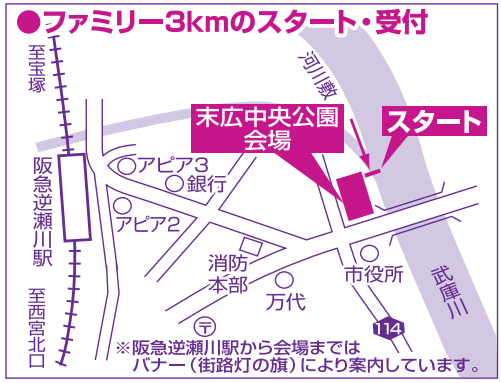 ●ファミリー3kmのスタート・受付
至宝塚
河川敷
末広中央公園
会場
スタート
アピア3
銀行
阪急逆瀬川駅
アピア2
消防
本部
市役所
万代
武庫川
至西宮北口
〒
114
※阪急逆瀬川駅から会場までは
バナー（街路灯の旗）により案内しています。